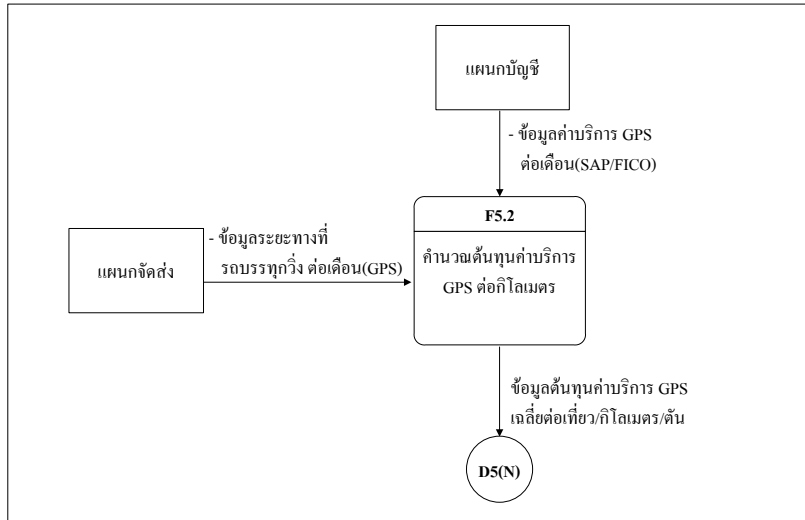 แผนกบัญชี
- ข้อมูลค่าบริการ GPS
ต่อเดือน(SAP/FICO)
F5.2
- ข้อมูลระยะทางที่
รถบรรทุกวิ่ง ต่อเดือน(GPS)
แผนกจัดส่ง
คำนวณต้นทุนค่าบริการ
GPS ต่อกิโลเมตร
ข้อมูลต้นทุนค่าบริการ GPS
เฉลี่ยต่อเที่ยว/กิโลเมตร/ตัน
D5(N)